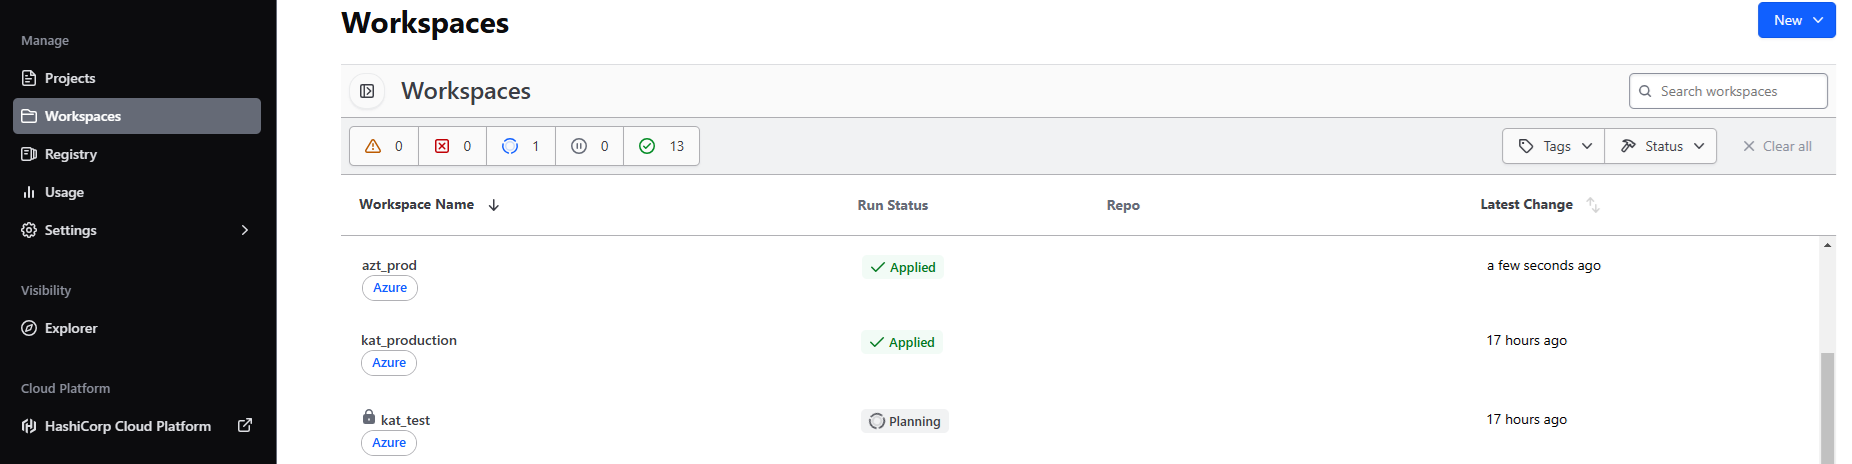 Manage
Projects
Workspaces
Registry
Usage
Settings
Visibility
Explorer
Cloud Platform
HashiCorp Cloud Platform
Workspaces
New
Workspaces
Search workspaces
0 0 1 0 13
Tags Status Clear all
Workspace Name Run Status Repo Latest Change
azt_prod Applied a few seconds ago
Azure
kat_production Applied 17 hours ago
Azure
kat_test Planning 17 hours ago
Azure